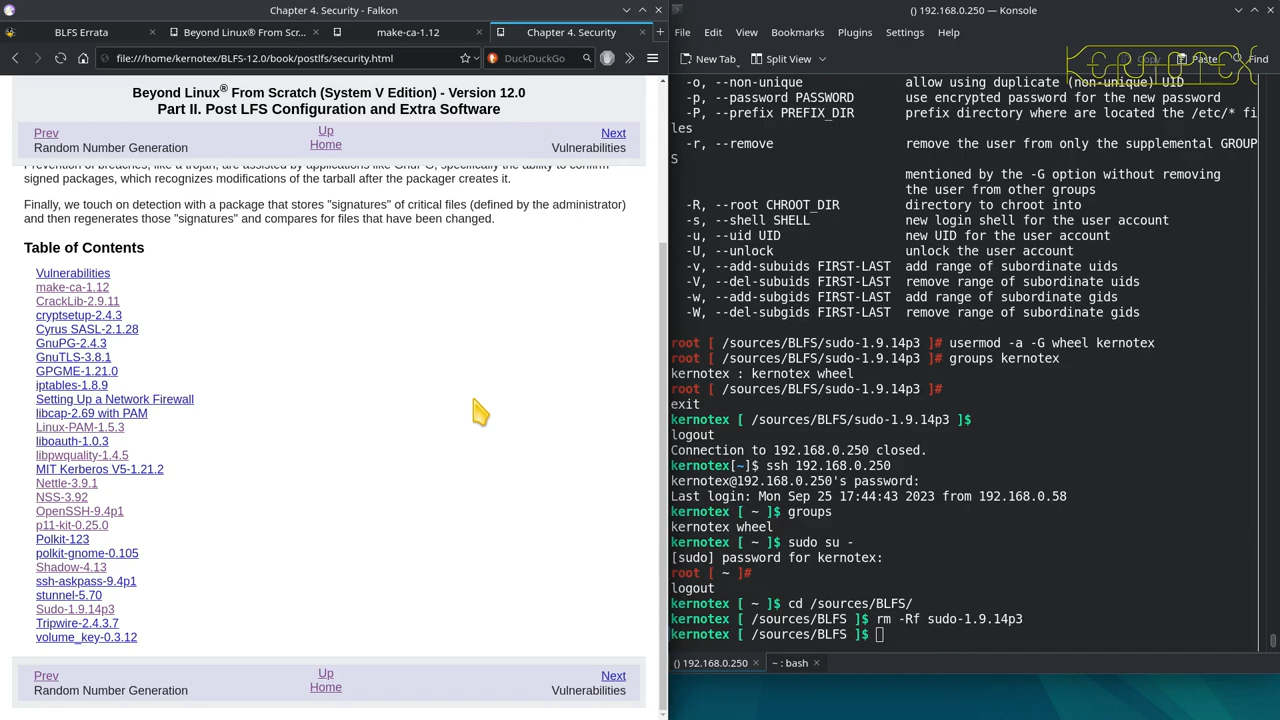 Chapter 4. Security - Falkon
BLFS Errata
Beyond Linux® From Scr...
make-ca-1.12
Chapter 4. Security
file:///home/kernotex/BLFS-12.0/book/postlfs/security.html
DuckDuckGo
Beyond Linux® From Scratch (System V Edition) - Version 12.0
Part II. Post LFS Configuration and Extra Software
Prev
Up
Next
Random Number Generation
Home
Vulnerabilities
Prevention of breaches, like a trojan, are assisted by applications like GnuPG, specifically the ability to confirm
signed packages, which recognizes modifications of the tarball after the packager creates it.
Finally, we touch on detection with a package that stores "signatures" of critical files (defined by the administrator)
and then regenerates those "signatures" and compares for files that have been changed.
Table of Contents
Vulnerabilities
make-ca-1.12
CrackLib-2.9.11
cryptsetup-2.4.3
Cyrus SASL-2.1.28
GnuPG-2.4.3
GnuTLS-3.8.1
GPGME-1.21.0
iptables-1.8.9
Setting Up a Network Firewall
libcap-2.69 with PAM
Linux-PAM-1.5.3
liboauth-1.0.3
libpwquality-1.4.5
MIT Kerberos V5-1.21.2
Nettle-3.9.1
NSS-3.92
OpenSSH-9.4p1
p11-kit-0.25.0
Polkit-123
polkit-gnome-0.105
Shadow-4.13
ssh-askpass-9.4p1
stunnel-5.70
Sudo-1.9.14p3
Tripwire-2.4.3.7
volume_key-0.3.12
Prev
Up
Next
Random Number Generation
Home
Vulnerabilities
() 192.168.0.250 — Konsole
File Edit View Bookmarks Plugins Settings Help
New Tab Split View Copy Paste Find
KERNOTEX
-o, --non-unique allow using duplicate (non-unique) UID
-p, --password PASSWORD use encrypted password for the new password
-P, --prefix PREFIX_DIR prefix directory where are located the /etc/* fi
les
-r, --remove remove the user from only the supplemental GROUP
S
mentioned by the -G option without removing
the user from other groups
-R, --root CHROOT_DIR directory to chroot into
-s, --shell SHELL new login shell for the user account
-u, --uid UID new UID for the user account
-U, --unlock unlock the user account
-v, --add-subuids FIRST-LAST add range of subordinate uids
-V, --del-subuids FIRST-LAST remove range of subordinate uids
-w, --add-subgids FIRST-LAST add range of subordinate gids
-W, --del-subgids FIRST-LAST remove range of subordinate gids
root [ /sources/BLFS/sudo-1.9.14p3 ]# usermod -a -G wheel kernotex
root [ /sources/BLFS/sudo-1.9.14p3 ]# groups kernotex
kernotex : kernotex wheel
root [ /sources/BLFS/sudo-1.9.14p3 ]#
exit
kernotex [ /sources/BLFS/sudo-1.9.14p3 ]$
logout
Connection to 192.168.0.250 closed.
kernotex[~]$ ssh 192.168.0.250
kernotex@192.168.0.250's password:
Last login: Mon Sep 25 17:44:43 2023 from 192.168.0.58
kernotex [ ~ ]$ groups
kernotex wheel
kernotex [ ~ ]$ sudo su -
[sudo] password for kernotex:
root [ ~ ]#
logout
kernotex [ ~ ]$ cd /sources/BLFS/
kernotex [ /sources/BLFS ]$ rm -Rf sudo-1.9.14p3
kernotex [ /sources/BLFS ]$
() 192.168.0.250
~ : bash